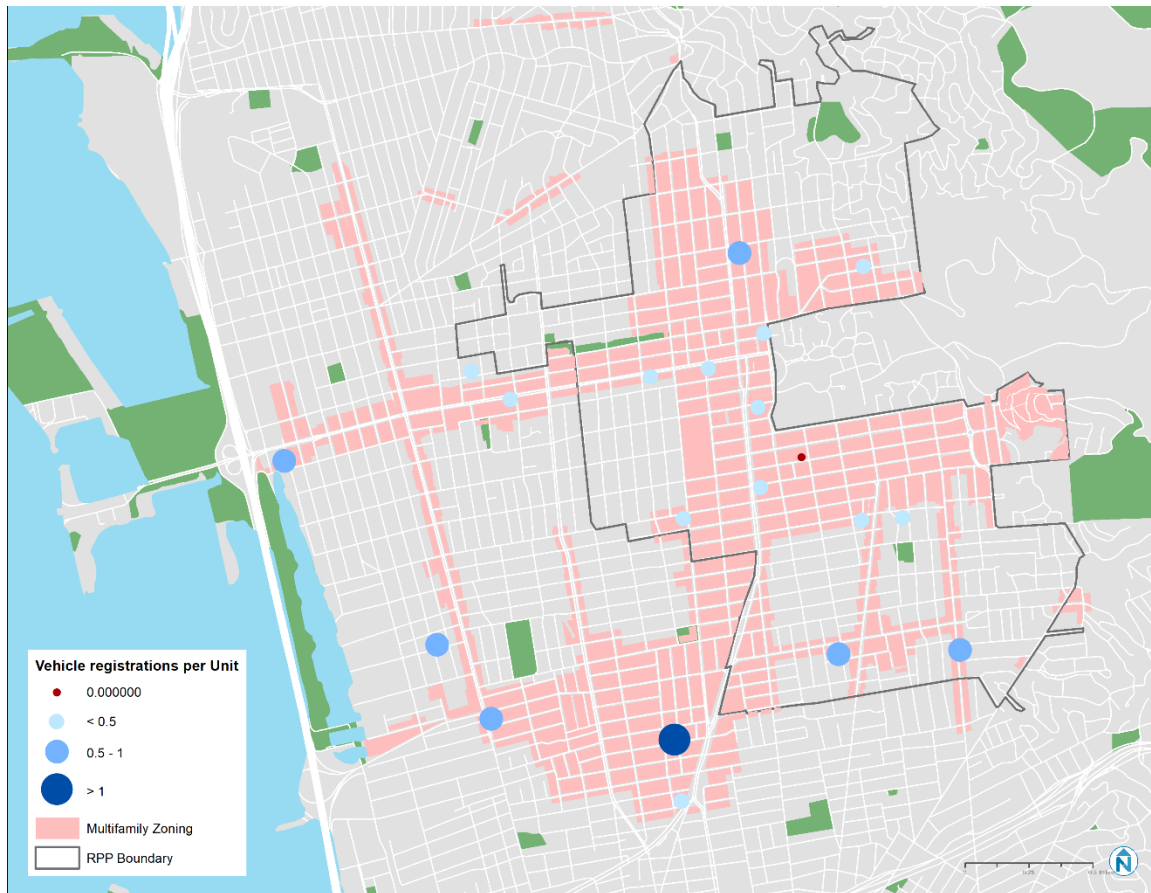 Vehicle registrations per Unit
0.000000
< 0.5
0.5 - 1
> 1
Multifamily Zoning
RPP Boundary
N